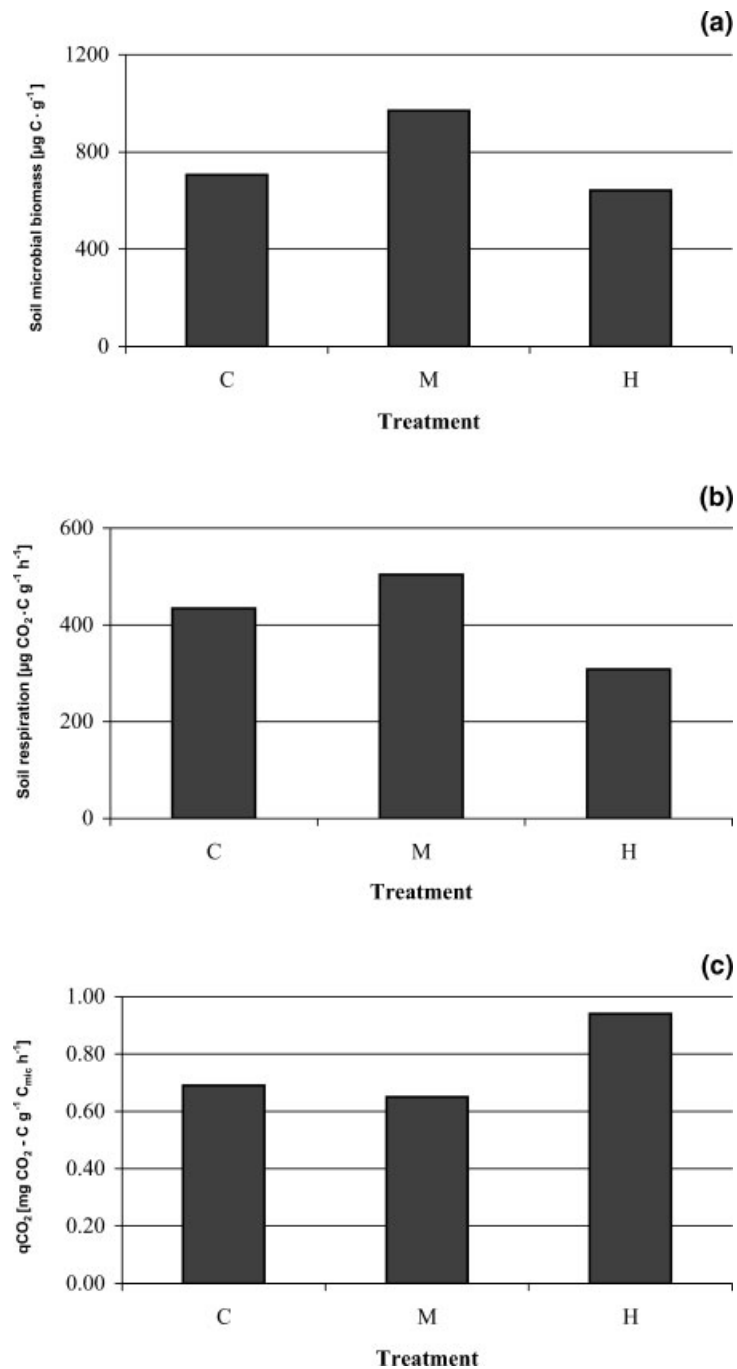 (a)
Soil microbial biomass [µg C · g⁻¹]
1200
800
400
0
C M H
Treatment
(b)
Soil respiration [µg CO₂·C g⁻¹ h⁻¹]
600
400
200
0
C M H
Treatment
(c)
qCO₂ [mg CO₂ - C g⁻¹ Cₘᵢc h⁻¹]
1.00
0.80
0.60
0.40
0.20
0.00
C M H
Treatment